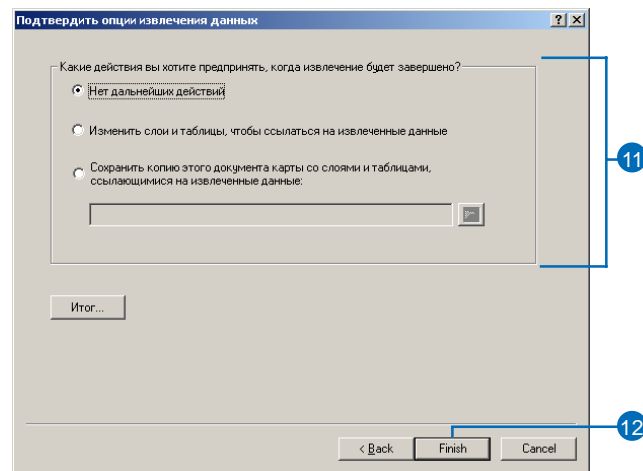 Подтвердить опции извлечения данных
Какие действия вы хотите предпринять, когда извлечение будет завершено?
Нет дальнейших действий
Изменить слои и таблицы, чтобы ссылаться на извлеченные данные
Сохранить копию этого документа карты со слоями и таблицами,
ссылающимися на извлеченные данные:
11
Итог...
12
< Back
Finish
Cancel